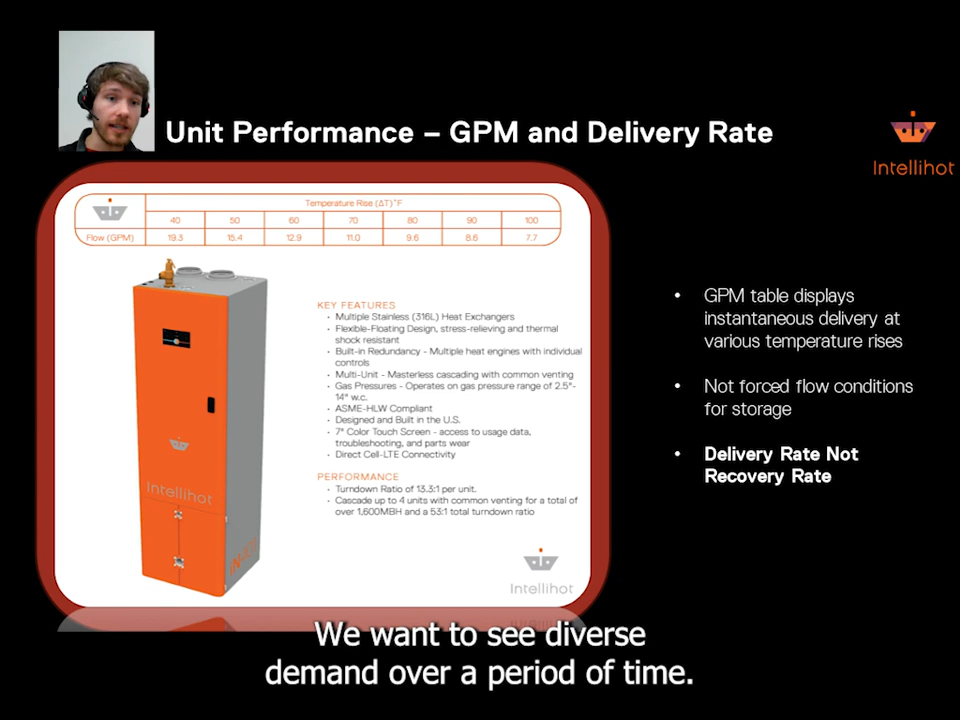 Unit Performance – GPM and Delivery Rate
Intellihot
Temperature Rise (ΔT)°F
40 50 60 70 80 90 100
Flow (GPM) 19.3 15.4 12.9 11.0 9.6 8.6 7.7
KEY FEATURES
• Multiple Stainless (316L) Heat Exchangers
• Flexible-Floating Design, stress-relieving and thermal
shock resistant
• Built-in Redundancy - Multiple heat engines with individual
controls
• Multi-Unit - Masterless cascading with common venting
• Gas Pressures - Operates on gas pressure range of 2.5"-
14" w.c.
• ASME-HLW Compliant
• Designed and Built in the U.S.
• 7" Color Touch Screen - access to usage data,
troubleshooting, and parts wear
• Direct Cell-LTE Connectivity
PERFORMANCE
• Turndown Ratio of 13.3:1 per unit.
• Cascade up to 4 units with common venting for a total of
over 1,600MBH and a 53:1 total turndown ratio
Intellihot
Intellihot
• GPM table displays
instantaneous delivery at
various temperature rises
• Not forced flow conditions
for storage
• Delivery Rate Not
Recovery Rate
We want to see diverse
demand over a period of time.